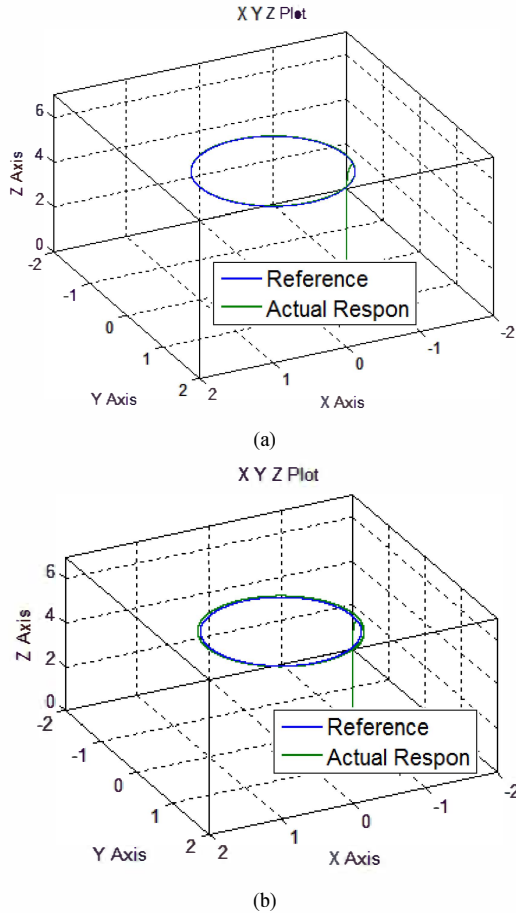 X Y Z Plot
6
4
2
0
Z Axis
-2
-1
0
1
2
Y Axis
2
1
0
-1
-2
X Axis
Reference
Actual Respon
(a)
X Y Z Plot
6
4
2
0
Z Axis
-2
-1
0
1
2
Y Axis
2
1
0
-1
-2
X Axis
Reference
Actual Respon
(b)